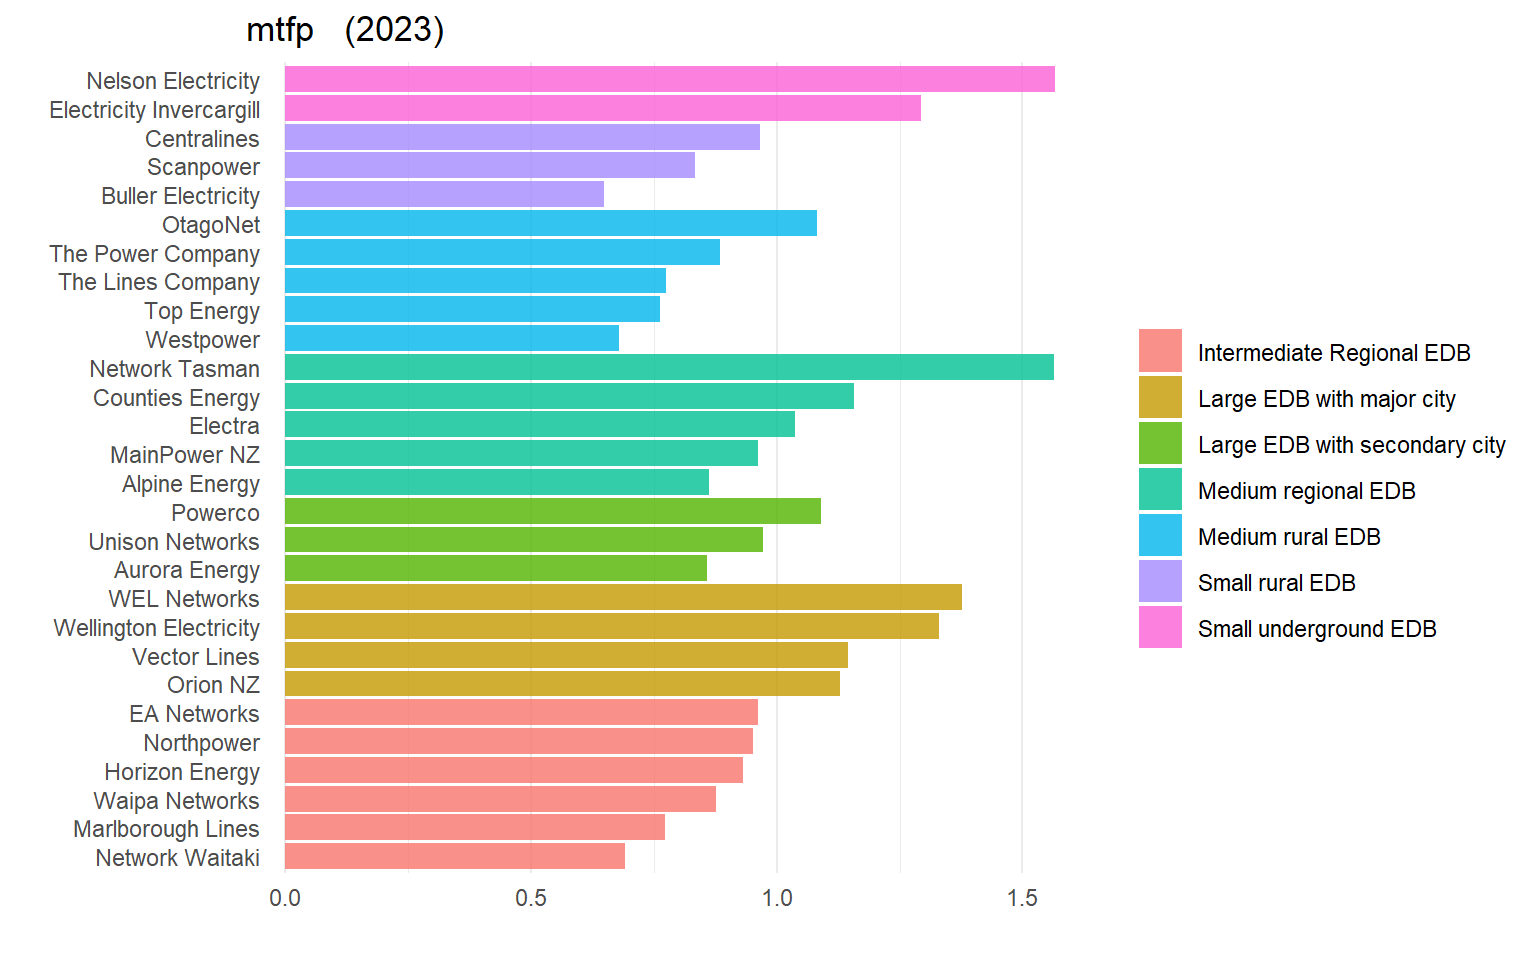 mtfp (2023)
Nelson Electricity
Electricity Invercargill
Centralines
Scanpower
Buller Electricity
OtagoNet
The Power Company
The Lines Company
Top Energy
Westpower
Network Tasman
Counties Energy
Electra
MainPower NZ
Alpine Energy
Powerco
Unison Networks
Aurora Energy
WEL Networks
Wellington Electricity
Vector Lines
Orion NZ
EA Networks
Northpower
Horizon Energy
Waipa Networks
Marlborough Lines
Network Waitaki
0.0 0.5 1.0 1.5
Intermediate Regional EDB
Large EDB with major city
Large EDB with secondary city
Medium regional EDB
Medium rural EDB
Small rural EDB
Small underground EDB